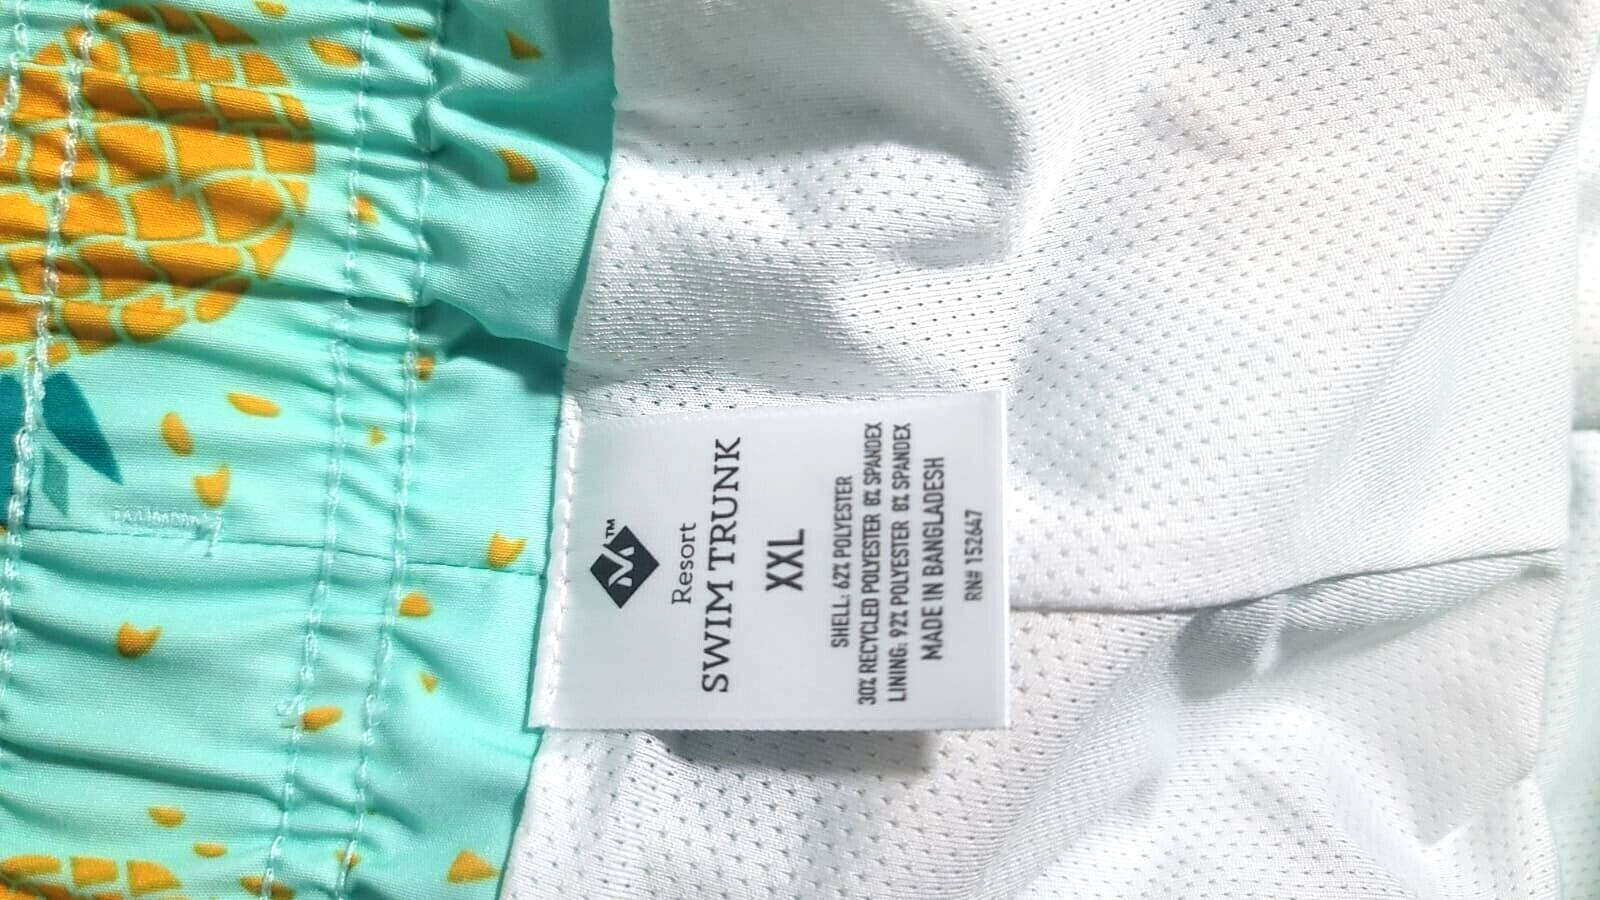 M™
Resort
SWIM TRUNK
XXL
SHELL: 62% POLYESTER
30% RECYCLED POLYESTER 8% SPANDEX
LINING: 92% POLYESTER 8% SPANDEX
MADE IN BANGLADESH
RN# 152647